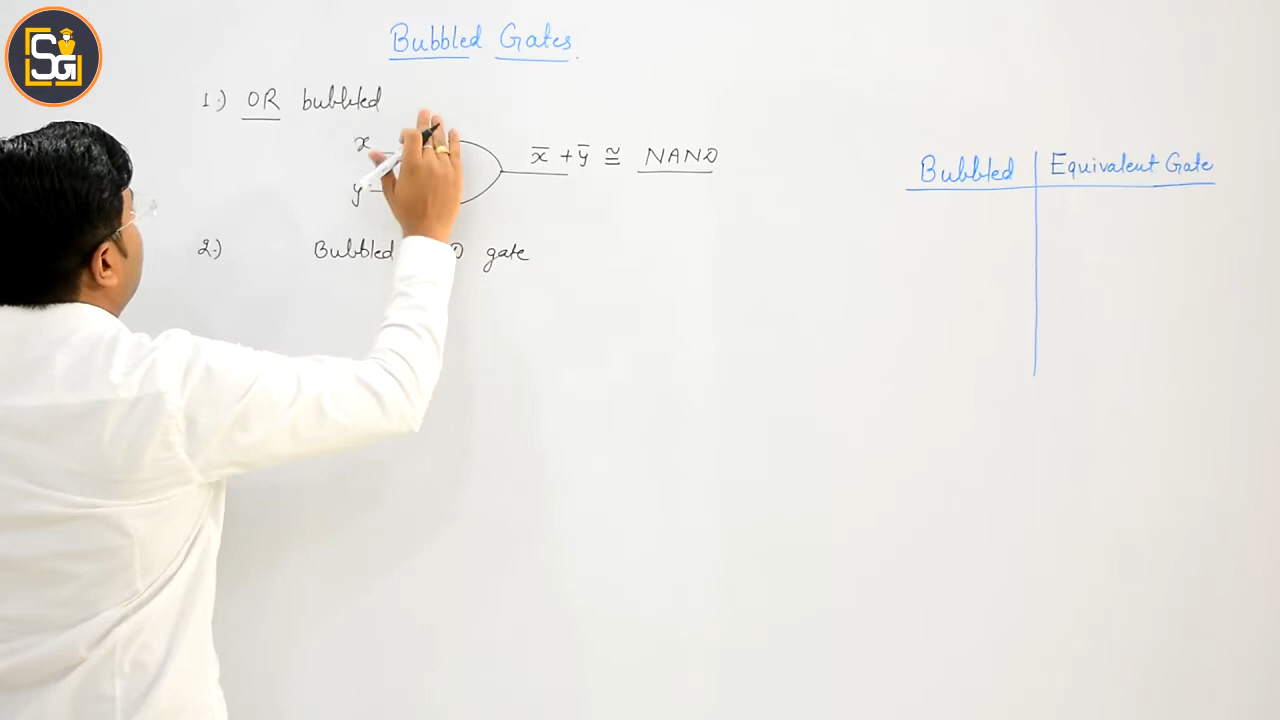 SG
Bubbled Gates.
1.) OR bubbled
x
x̅ + y̅ ≅ NAND
y
2.) Bubbled gate
Bubbled Equivalent Gate